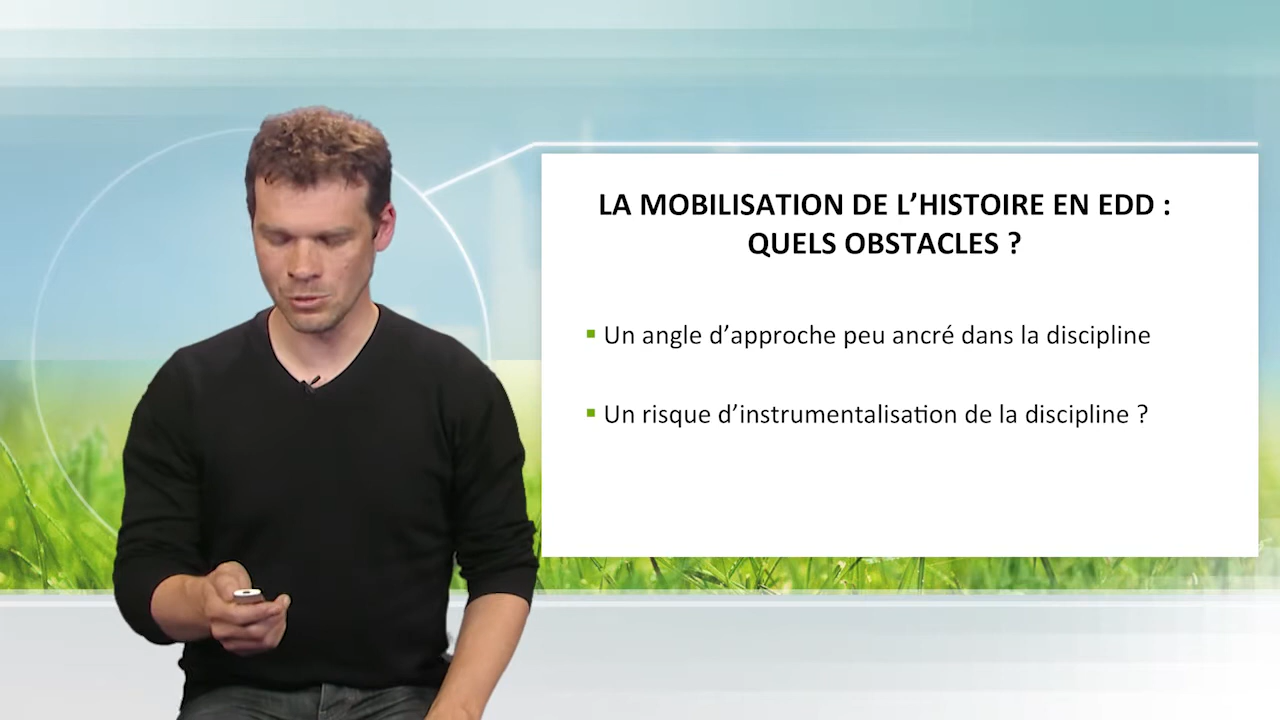 LA MOBILISATION DE L’HISTOIRE EN EDD :
QUELS OBSTACLES ?
Un angle d’approche peu ancré dans la discipline
Un risque d’instrumentalisation de la discipline ?